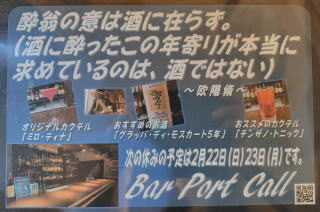 酔翁の意は酒に在らず。
(酒に酔ったこの年寄りが本当に
求めているのは、酒ではない)
～欧陽脩～
オリジナルカクテル
「ミロ・ティナ」
おすすめのお酒
「グラッパ・ディ・モスカート5年」
おススメのカクテル
「チンザノ・トニック」
次の休みの予定は2月22日(日)23日(月)です。
Bar Port Call